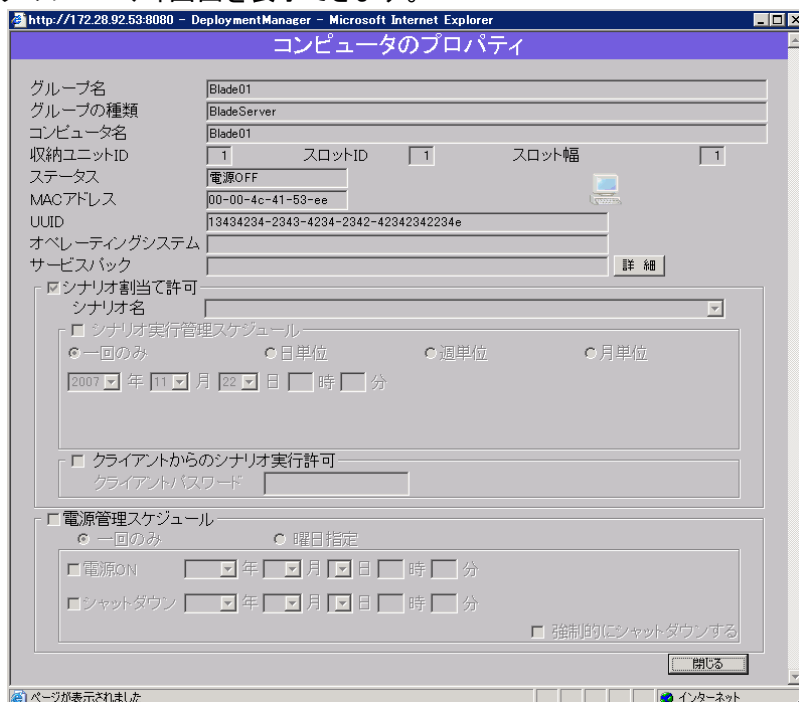 画面を表示できます。
http://172.28.92.53:8080 - DeploymentManager - Microsoft Internet Explorer
コンピュータのプロパティ
グループ名 Blade01
グループの種類 BladeServer
コンピュータ名 Blade01
収納ユニットID 1 スロットID 1 スロット幅 1
ステータス 電源OFF
MACアドレス 00-00-4c-41-53-ee
UUID 13434234-2343-4234-2342-42342342234e
オペレーティングシステム
サービスパック 詳 細
シナリオ割当て許可
シナリオ名
シナリオ実行管理スケジュール
一回のみ 日単位 週単位 月単位
2007 年 11 月 22 日 時 分
クライアントからのシナリオ実行許可
クライアントパスワード
電源管理スケジュール
一回のみ 曜日指定
電源ON 年 月 日 時 分
シャットダウン 年 月 日 時 分
強制的にシャットダウンする
閉じる
ページが表示されました インターネット